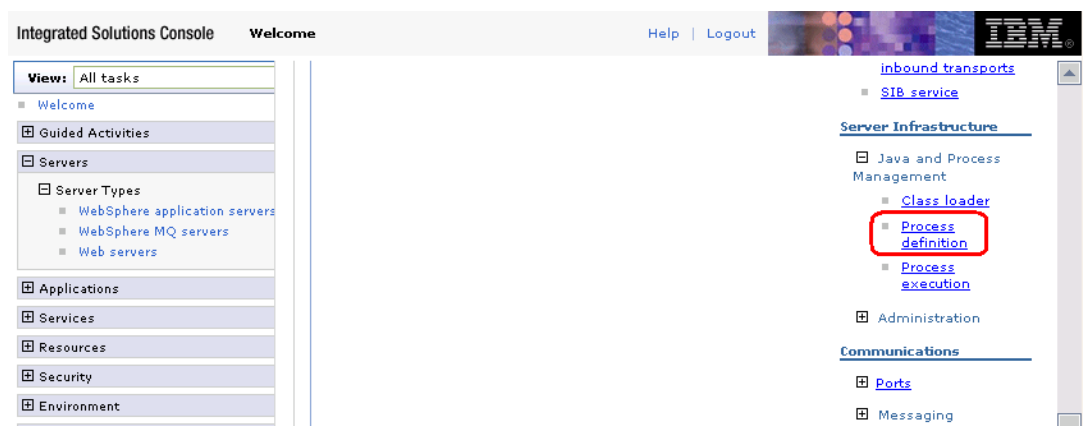 Integrated Solutions Console Welcome Help | Logout IBM®
View: All tasks
Welcome
Guided Activities
Servers
Server Types
WebSphere application servers
WebSphere MQ servers
Web servers
Applications
Services
Resources
Security
Environment
inbound transports
SIB service
Server Infrastructure
Java and Process
Management
Class loader
Process
definition
Process
execution
Administration
Communications
Ports
Messaging